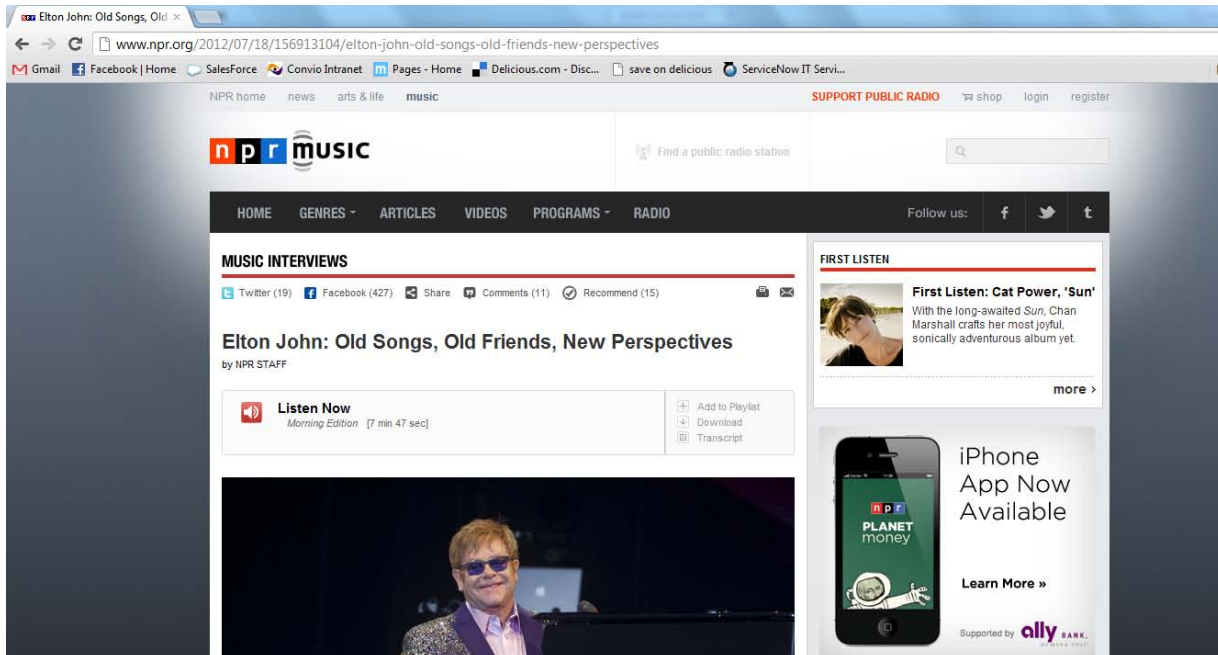 Elton John: Old Songs, Old
www.npr.org/2012/07/18/156913104/elton-john-old-songs-old-friends-new-perspectives
Gmail Facebook | Home SalesForce Convio Intranet Pages - Home Delicious.com - Disc... save on delicious ServiceNow IT Servi...
NPR home news arts & life music SUPPORT PUBLIC RADIO shop login register
npr music Find a public radio station
HOME GENRES ARTICLES VIDEOS PROGRAMS RADIO Follow us: f t
MUSIC INTERVIEWS
Twitter (19) Facebook (427) Share Comments (11) Recommend (15)
Elton John: Old Songs, Old Friends, New Perspectives
by NPR STAFF
Listen Now
Morning Edition [7 min 47 sec]
Add to Playlist
Download
Transcript
FIRST LISTEN
First Listen: Cat Power, 'Sun'
With the long-awaited Sun, Chan
Marshall crafts her most joyful,
sonically adventurous album yet.
more ›
npr
PLANET
money
iPhone
App Now
Available
Learn More »
Supported by ally BANK